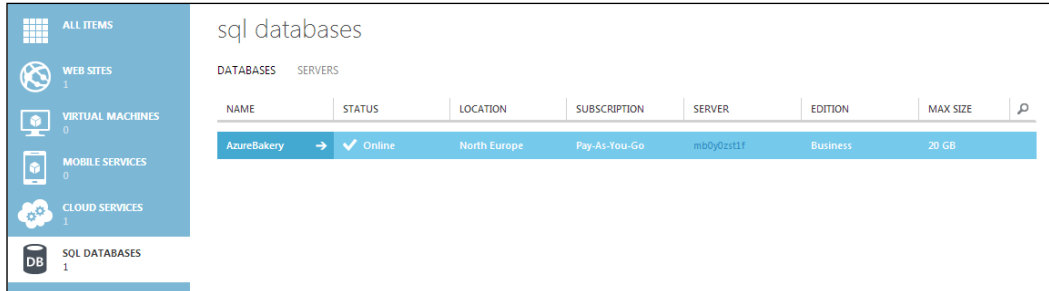 ALL ITEMS
WEB SITES
1
VIRTUAL MACHINES
0
MOBILE SERVICES
0
CLOUD SERVICES
1
DB
SQL DATABASES
1
sql databases
DATABASES SERVERS
NAME STATUS LOCATION SUBSCRIPTION SERVER EDITION MAX SIZE
AzureBakery Online North Europe Pay-As-You-Go mb0y0zst1f Business 20 GB